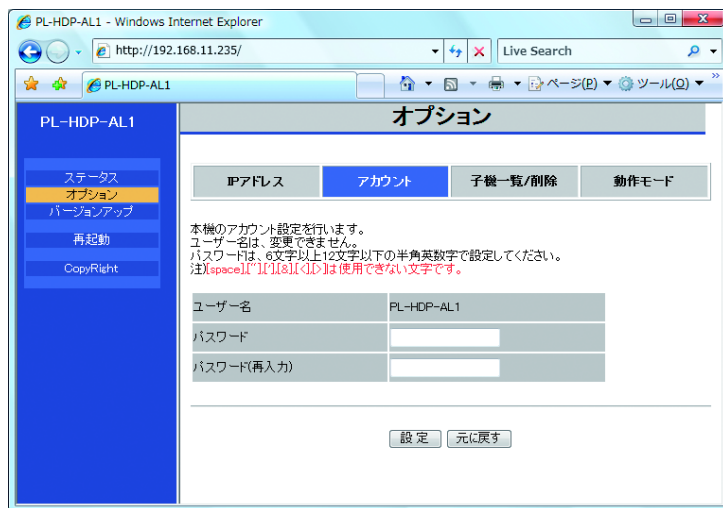 PL-HDP-AL1 - Windows Internet Explorer
http://192.168.11.235/
Live Search
PL-HDP-AL1
ページ(P)
ツール(O)
»
PL-HDP-AL1
ステータス
オプション
バージョンアップ
再起動
CopyRight
オプション
IPアドレス
アカウント
子機一覧/削除
動作モード
本機のアカウント設定を行います。
ユーザー名は、変更できません。
パスワードは、6文字以上12文字以下の半角英数字で設定してください。
注)[space],["],['],[&],[<],[>]は使用できない文字です。
ユーザー名 PL-HDP-AL1
パスワード
パスワード(再入力)
設定 元に戻す